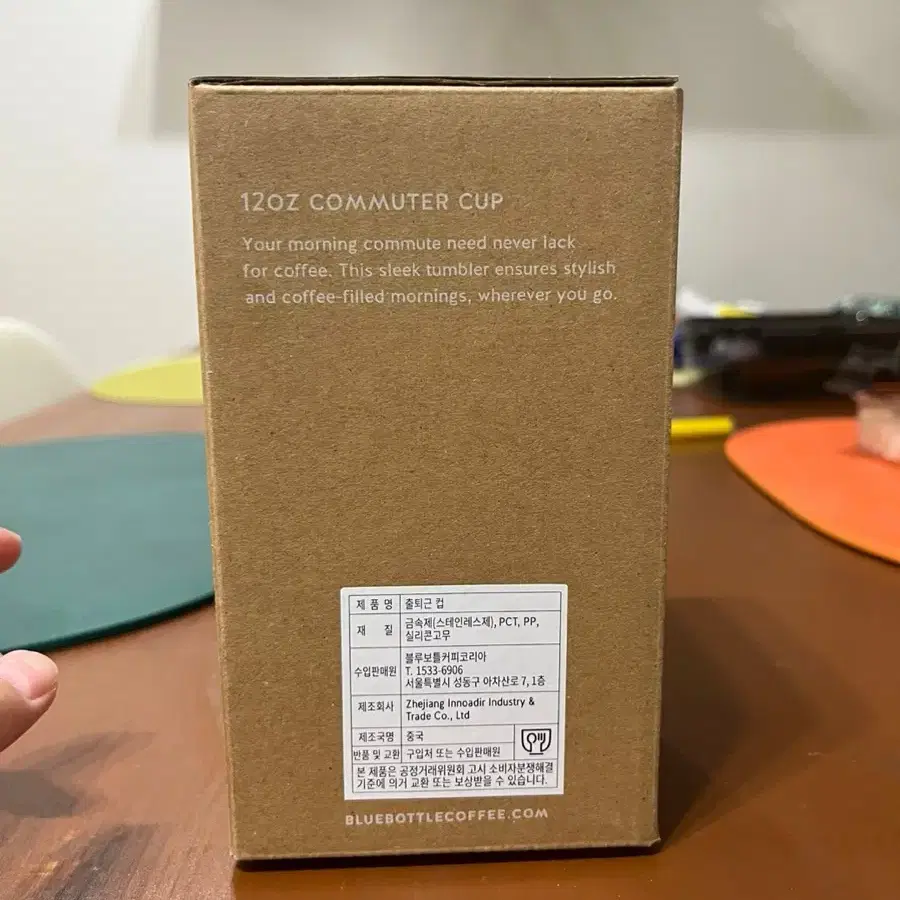 12OZ COMMUTER CUP
Your morning commute need never lack
for coffee. This sleek tumbler ensures stylish
and coffee-filled mornings, wherever you go.
제 품 명 출퇴근 컵
재 질 금속제(스테인레스제), PCT, PP,
실리콘고무
수입판매원 블루보틀커피코리아
T. 1533-6906
서울특별시 성동구 아차산로 7, 1층
제조회사 Zhejiang Innoadir Industry &
Trade Co., Ltd
제조국명 중국
반품 및 교환 구입처 또는 수입판매원
본 제품은 공정거래위원회 고시 소비자분쟁해결
기준에 의거 교환 또는 보상받을 수 있습니다.
BLUEBOTTLECOFFEE.COM